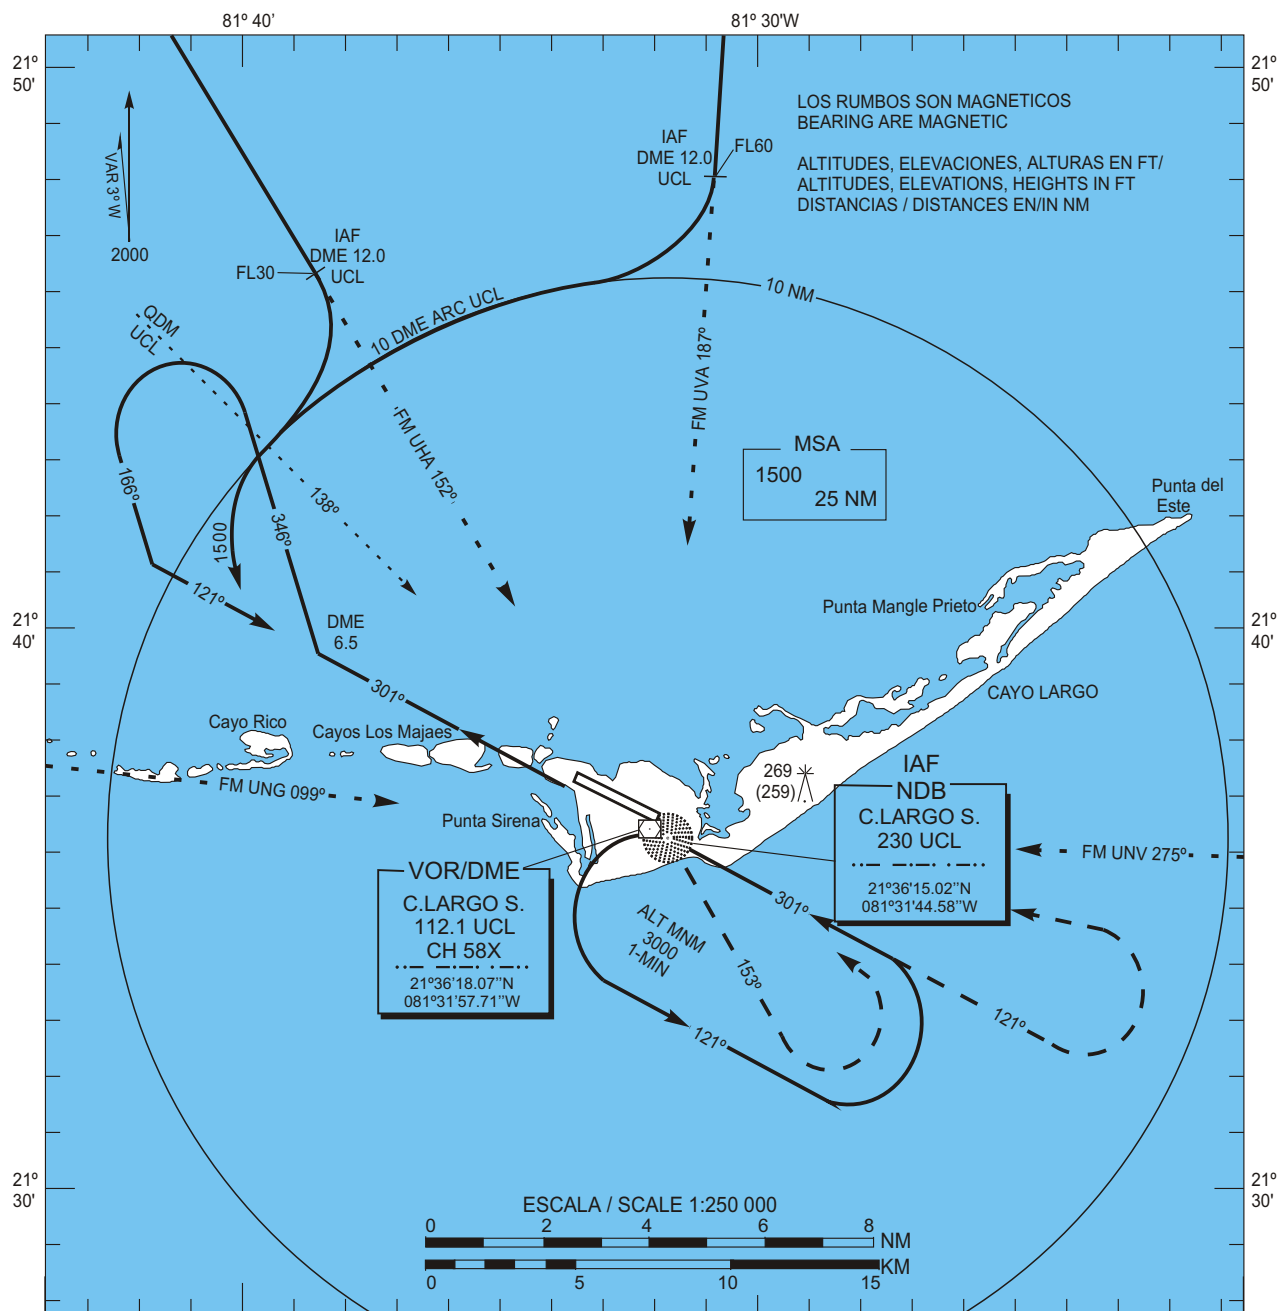 81º 40'
81º 30'W
21º
50'
21º
50'
LOS RUMBOS SON MAGNETICOS
BEARING ARE MAGNETIC
ALTITUDES, ELEVACIONES, ALTURAS EN FT/
ALTITUDES, ELEVATIONS, HEIGHTS IN FT
DISTANCIAS / DISTANCES EN/IN NM
VAR 3º W
2000
IAF
DME 12.0
UCL
FL60
IAF
DME 12.0
UCL
FL30
QDM
UCL
10 DME ARC UCL
10 NM
FM UVA 187º
FM UHA 152º
MSA
1500
25 NM
166º
1500
346º
138º
121º
Punta del
Este
Punta Mangle Prieto
21º
40'
21º
40'
DME
6.5
301º
CAYO LARGO
Cayo Rico
Cayos Los Majaes
FM UNG 099º
Punta Sirena
269
(259)
IAF
NDB
C.LARGO S.
230 UCL
21º36'15.02"N
081º31'44.58"W
FM UNV 275º
VOR/DME
C.LARGO S.
112.1 UCL
CH 58X
21º36'18.07"N
081º31'57.71"W
301º
ALT MNM
3000
1-MIN
153º
121º
121º
21º
30'
21º
30'
ESCALA / SCALE 1:250 000
0 2 4 6 8
NM
KM
0 5 10 15